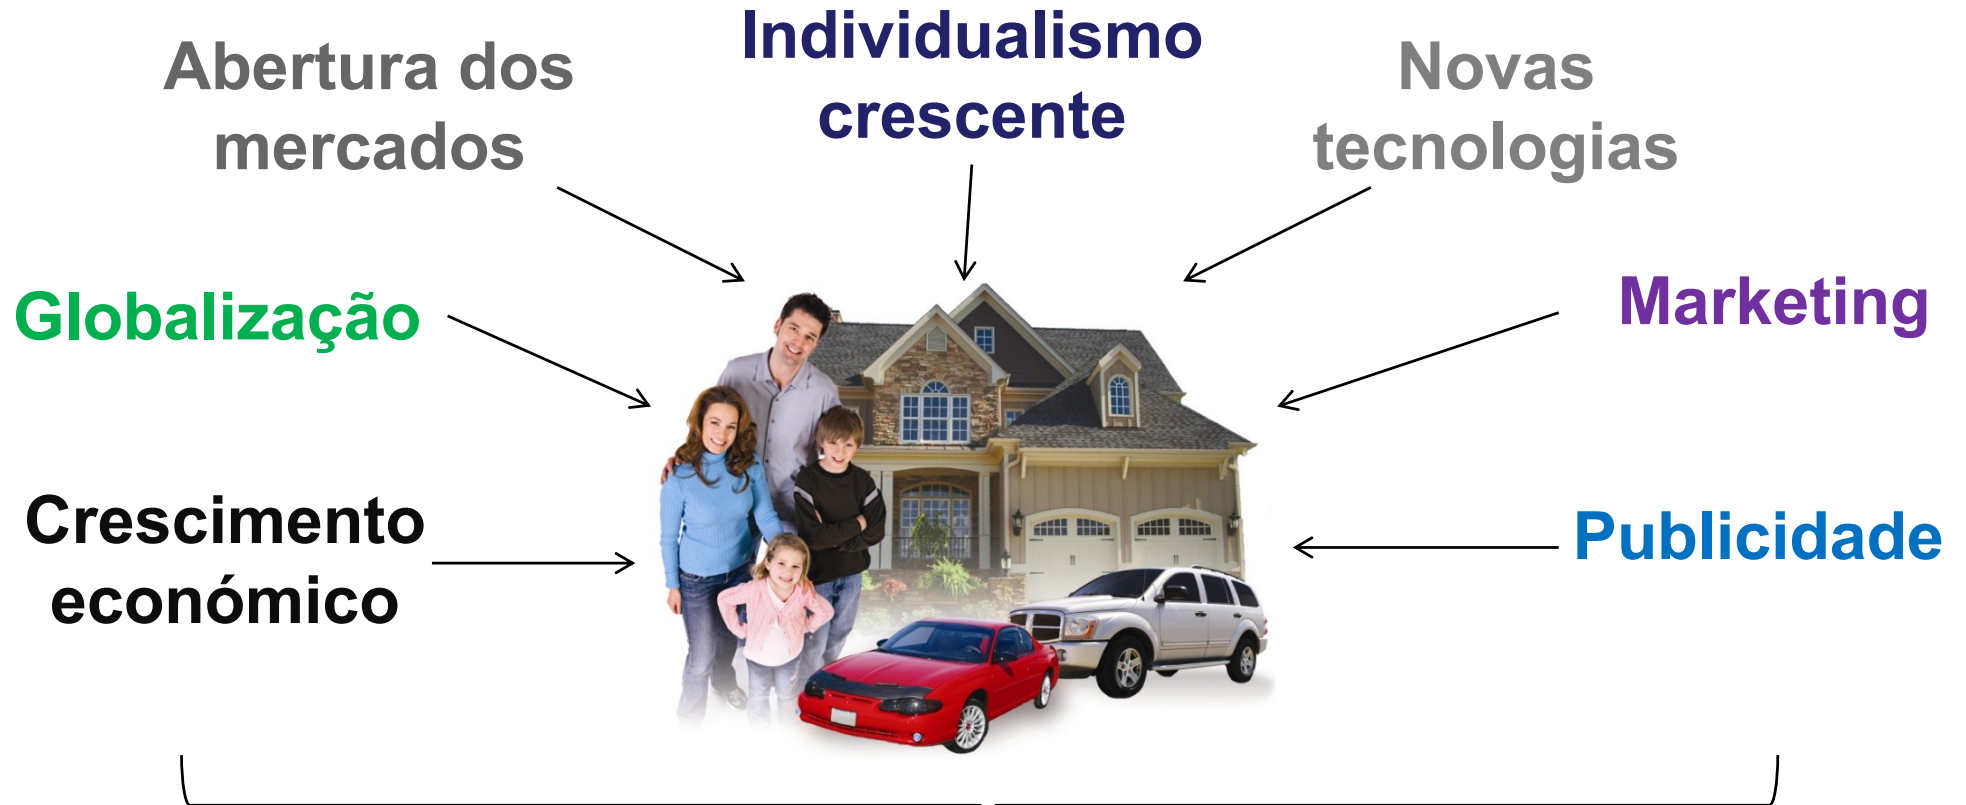 Individualismo
crescente
Abertura dos
mercados
Novas
tecnologias
Globalização
Marketing
Crescimento
económico
Publicidade